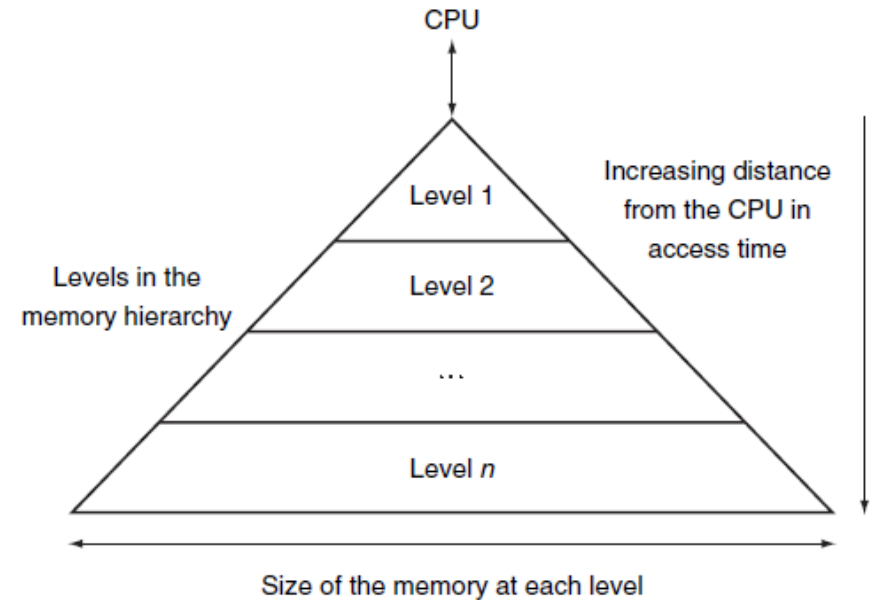 CPU
Level 1
Increasing distance
from the CPU in
access time
Levels in the
memory hierarchy
Level 2
...
Level n
Size of the memory at each level